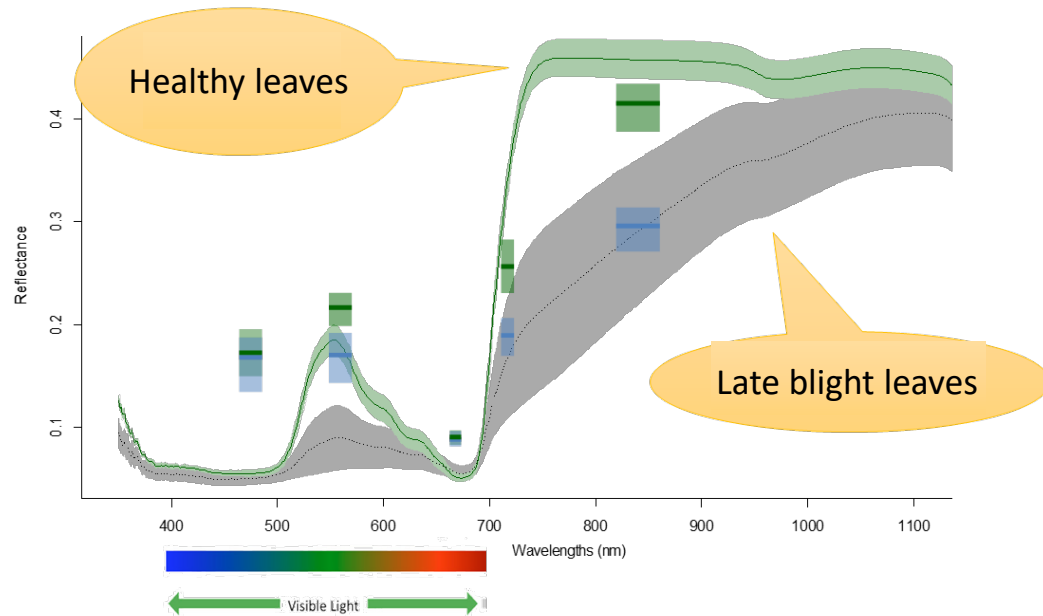 Healthy leaves
Late blight leaves
Reflectance
0.4
0.3
0.2
0.1
400 500 600 700 800 900 1000 1100
Wavelengths (nm)
Visible Light